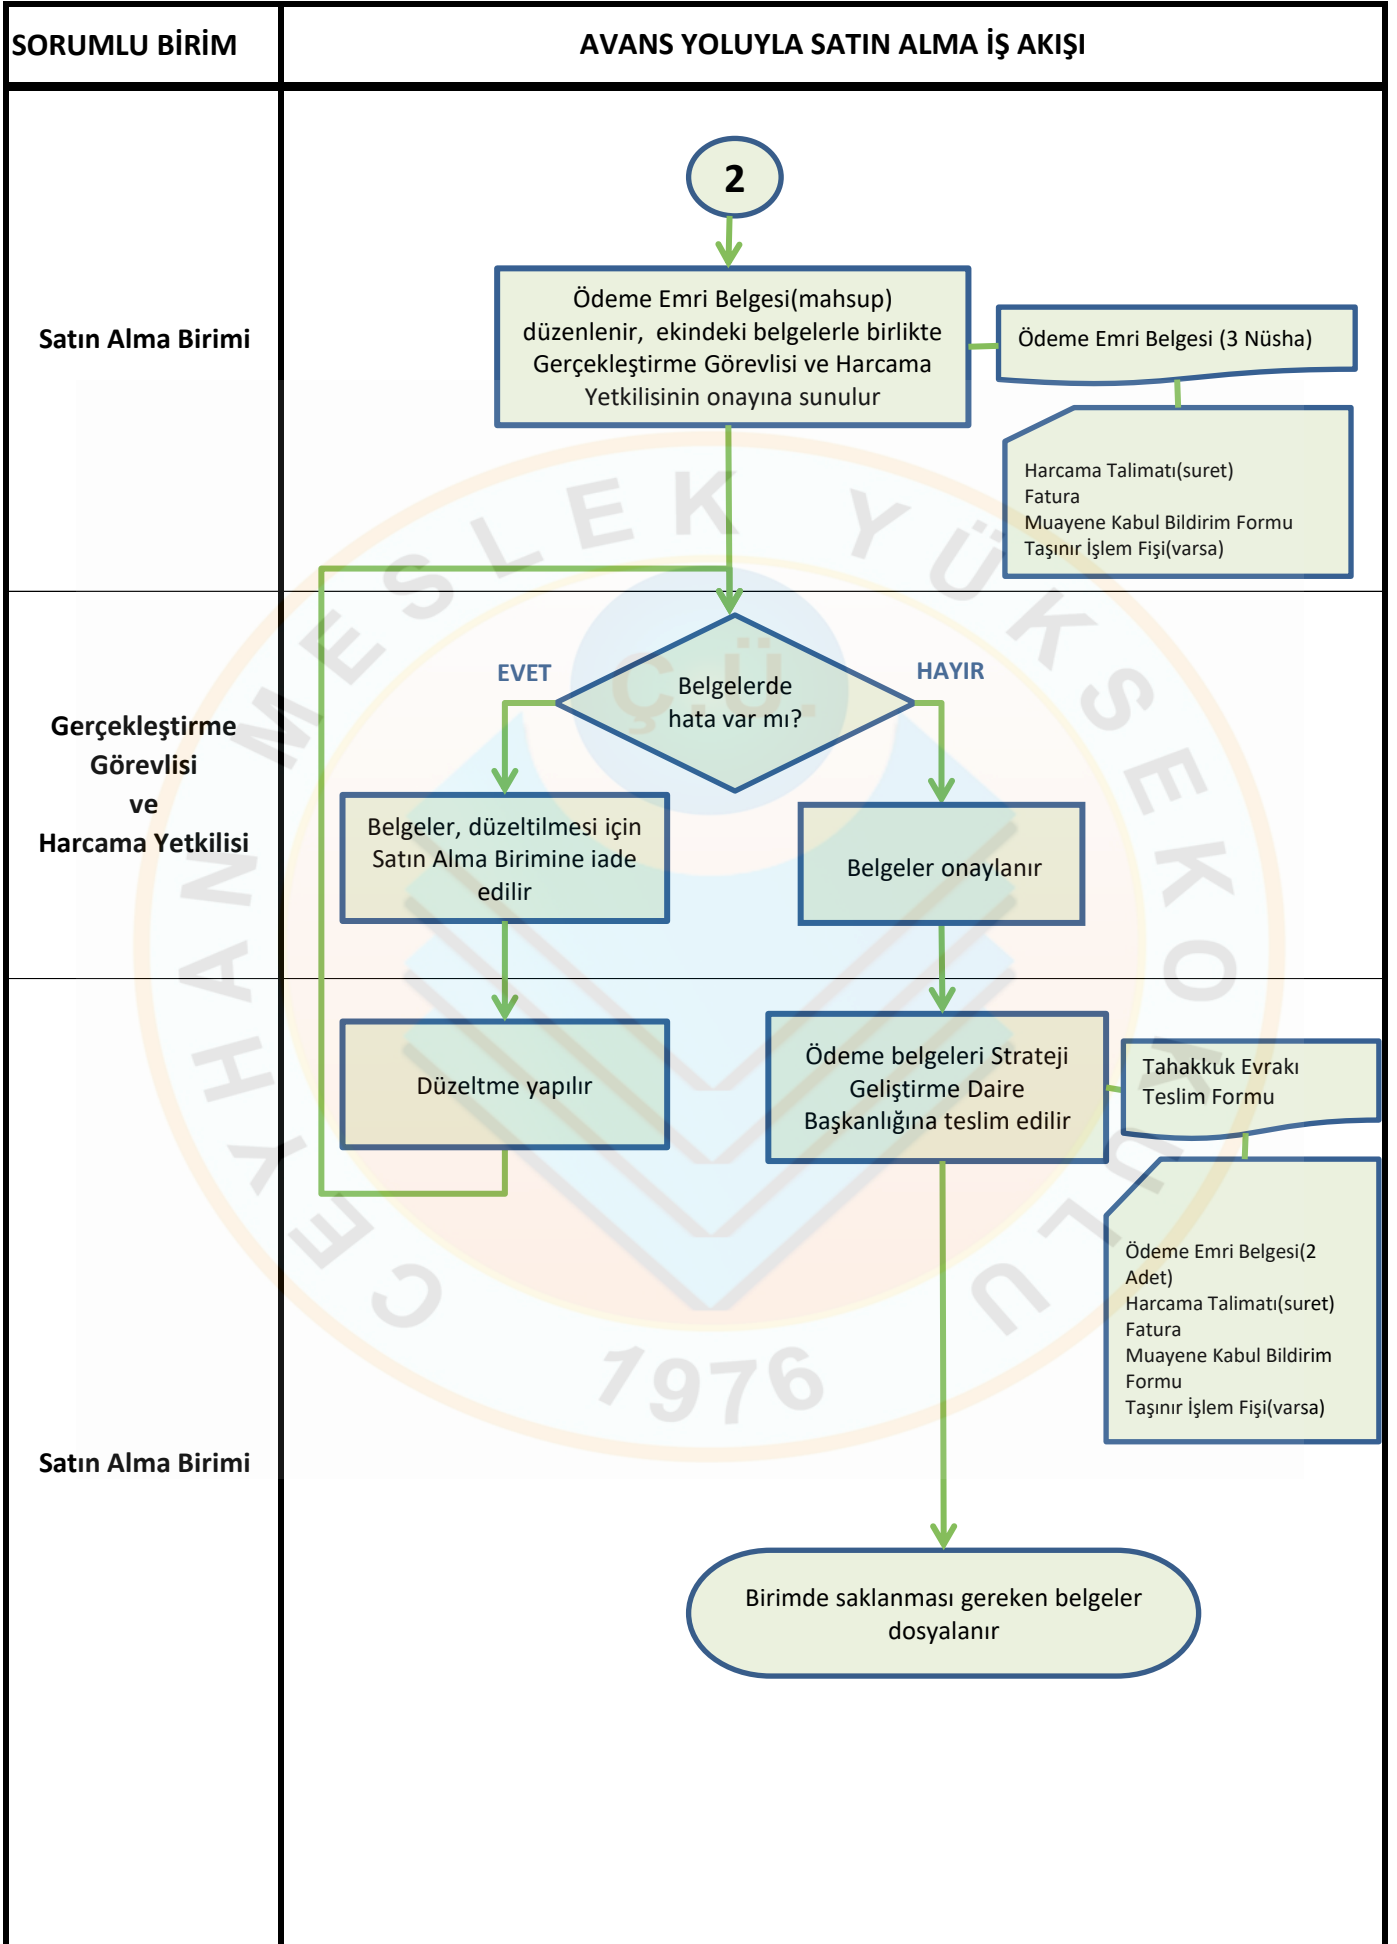 SORUMLU BİRİM
AVANS YOLUYLA SATIN ALMA İŞ AKIŞI
2
Satın Alma Birimi
Ödeme Emri Belgesi(mahsup)
düzenlenir, ekindeki belgelerle birlikte
Gerçekleştirme Görevlisi ve Harcama
Yetkilisinin onayına sunulur
Ödeme Emri Belgesi (3 Nüsha)
Harcama Talimatı(suret)
Fatura
Muayene Kabul Bildirim Formu
Taşınır İşlem Fişi(varsa)
Gerçekleştirme
Görevlisi
ve
Harcama Yetkilisi
EVET
Belgelerde
hata var mı?
HAYIR
Belgeler, düzeltilmesi için
Satın Alma Birimine iade
edilir
Belgeler onaylanır
Düzeltme yapılır
Ödeme belgeleri Strateji
Geliştirme Daire
Başkanlığına teslim edilir
Tahakkuk Evrakı
Teslim Formu
Ödeme Emri Belgesi(2
Adet)
Harcama Talimatı(suret)
Fatura
Muayene Kabul Bildirim
Formu
Taşınır İşlem Fişi(varsa)
Satın Alma Birimi
Birimde saklanması gereken belgeler
dosyalanır
CEYHAN MESLEK YÜKSEKOKULU
Ç.Ü.
1976